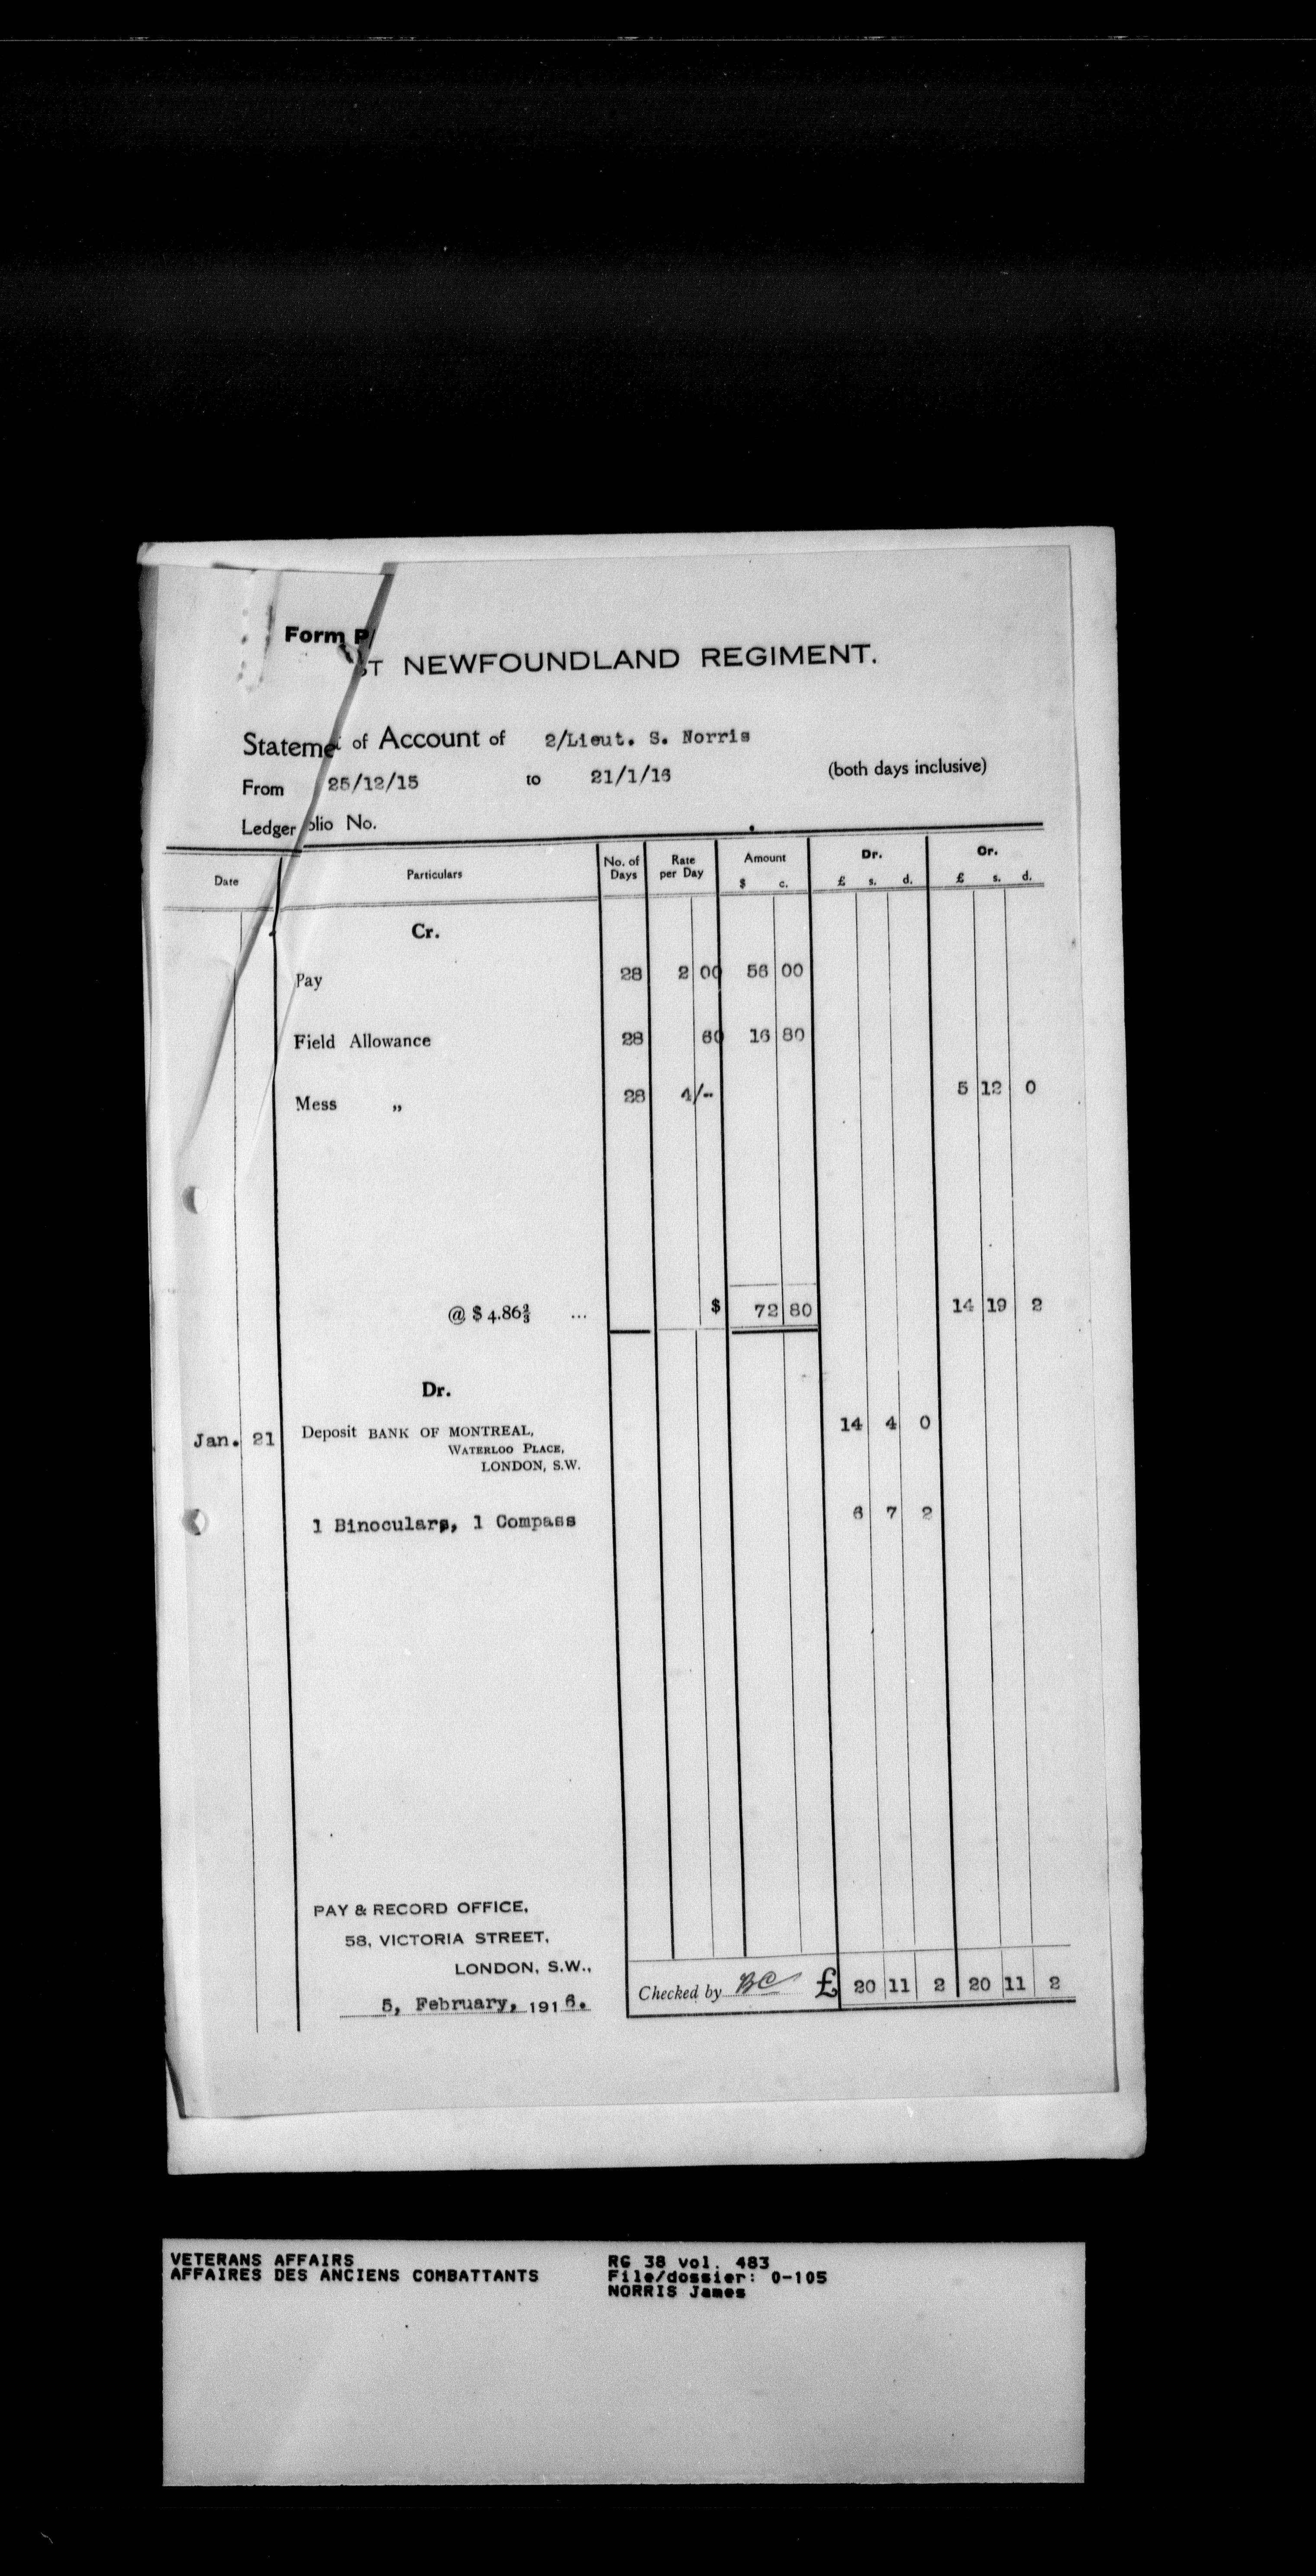 Form P
ST NEWFOUNDLAND REGIMENT.
Stateme t of Account of 2/Lieut. S. Norris
From 25/12/15 to 21/1/16 (both days inclusive)
Ledger olio No.
Date Particulars No. of Days Rate per Day Amount $ c. Dr. £ s. d. Cr. £ s. d.
Cr.
Pay 28 2 00 56 00
Field Allowance 28 60 16 80
Mess „ 28 4/-- 5 12 0
@ $ 4.86⅔ ... $ 72 80 14 19 2
Dr.
Jan. 21 Deposit BANK OF MONTREAL, 14 4 0
WATERLOO PLACE,
LONDON, S.W.
1 Binoculars, 1 Compass 6 7 2
PAY & RECORD OFFICE,
58, VICTORIA STREET,
LONDON, S.W.,
5, February, 1916.
Checked by BC £ 20 11 2 20 11 2
VETERANS AFFAIRS
AFFAIRES DES ANCIENS COMBATTANTS
RG 38 vol. 483
File/dossier: 0-105
NORRIS James